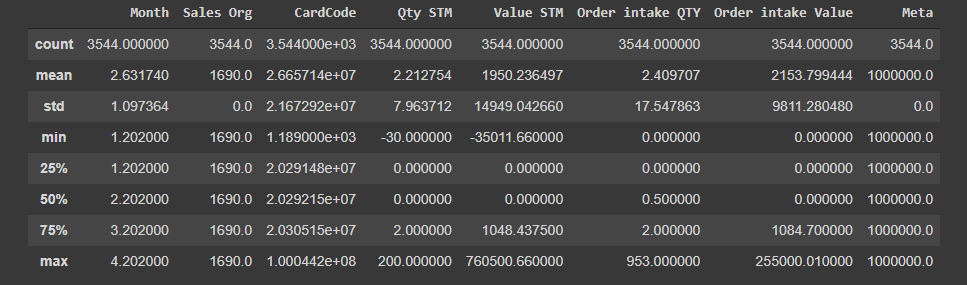 Month Sales Org CardCode Qty STM Value STM Order intake QTY Order intake Value Meta
count 3544.000000 3544.0 3.544000e+03 3544.000000 3544.000000 3544.000000 3544.000000 3544.0
mean 2.631740 1690.0 2.665714e+07 2.212754 1950.236497 2.409707 2153.799444 1000000.0
std 1.097364 0.0 2.167292e+07 7.963712 14949.042660 17.547863 9811.280480 0.0
min 1.202000 1690.0 1.189000e+03 -30.000000 -35011.660000 0.000000 0.000000 1000000.0
25% 1.202000 1690.0 2.029148e+07 0.000000 0.000000 0.000000 0.000000 1000000.0
50% 2.202000 1690.0 2.029215e+07 0.000000 0.000000 0.500000 0.000000 1000000.0
75% 3.202000 1690.0 2.030515e+07 2.000000 1048.437500 2.000000 1084.700000 1000000.0
max 4.202000 1690.0 1.000442e+08 200.000000 760500.660000 953.000000 255000.010000 1000000.0